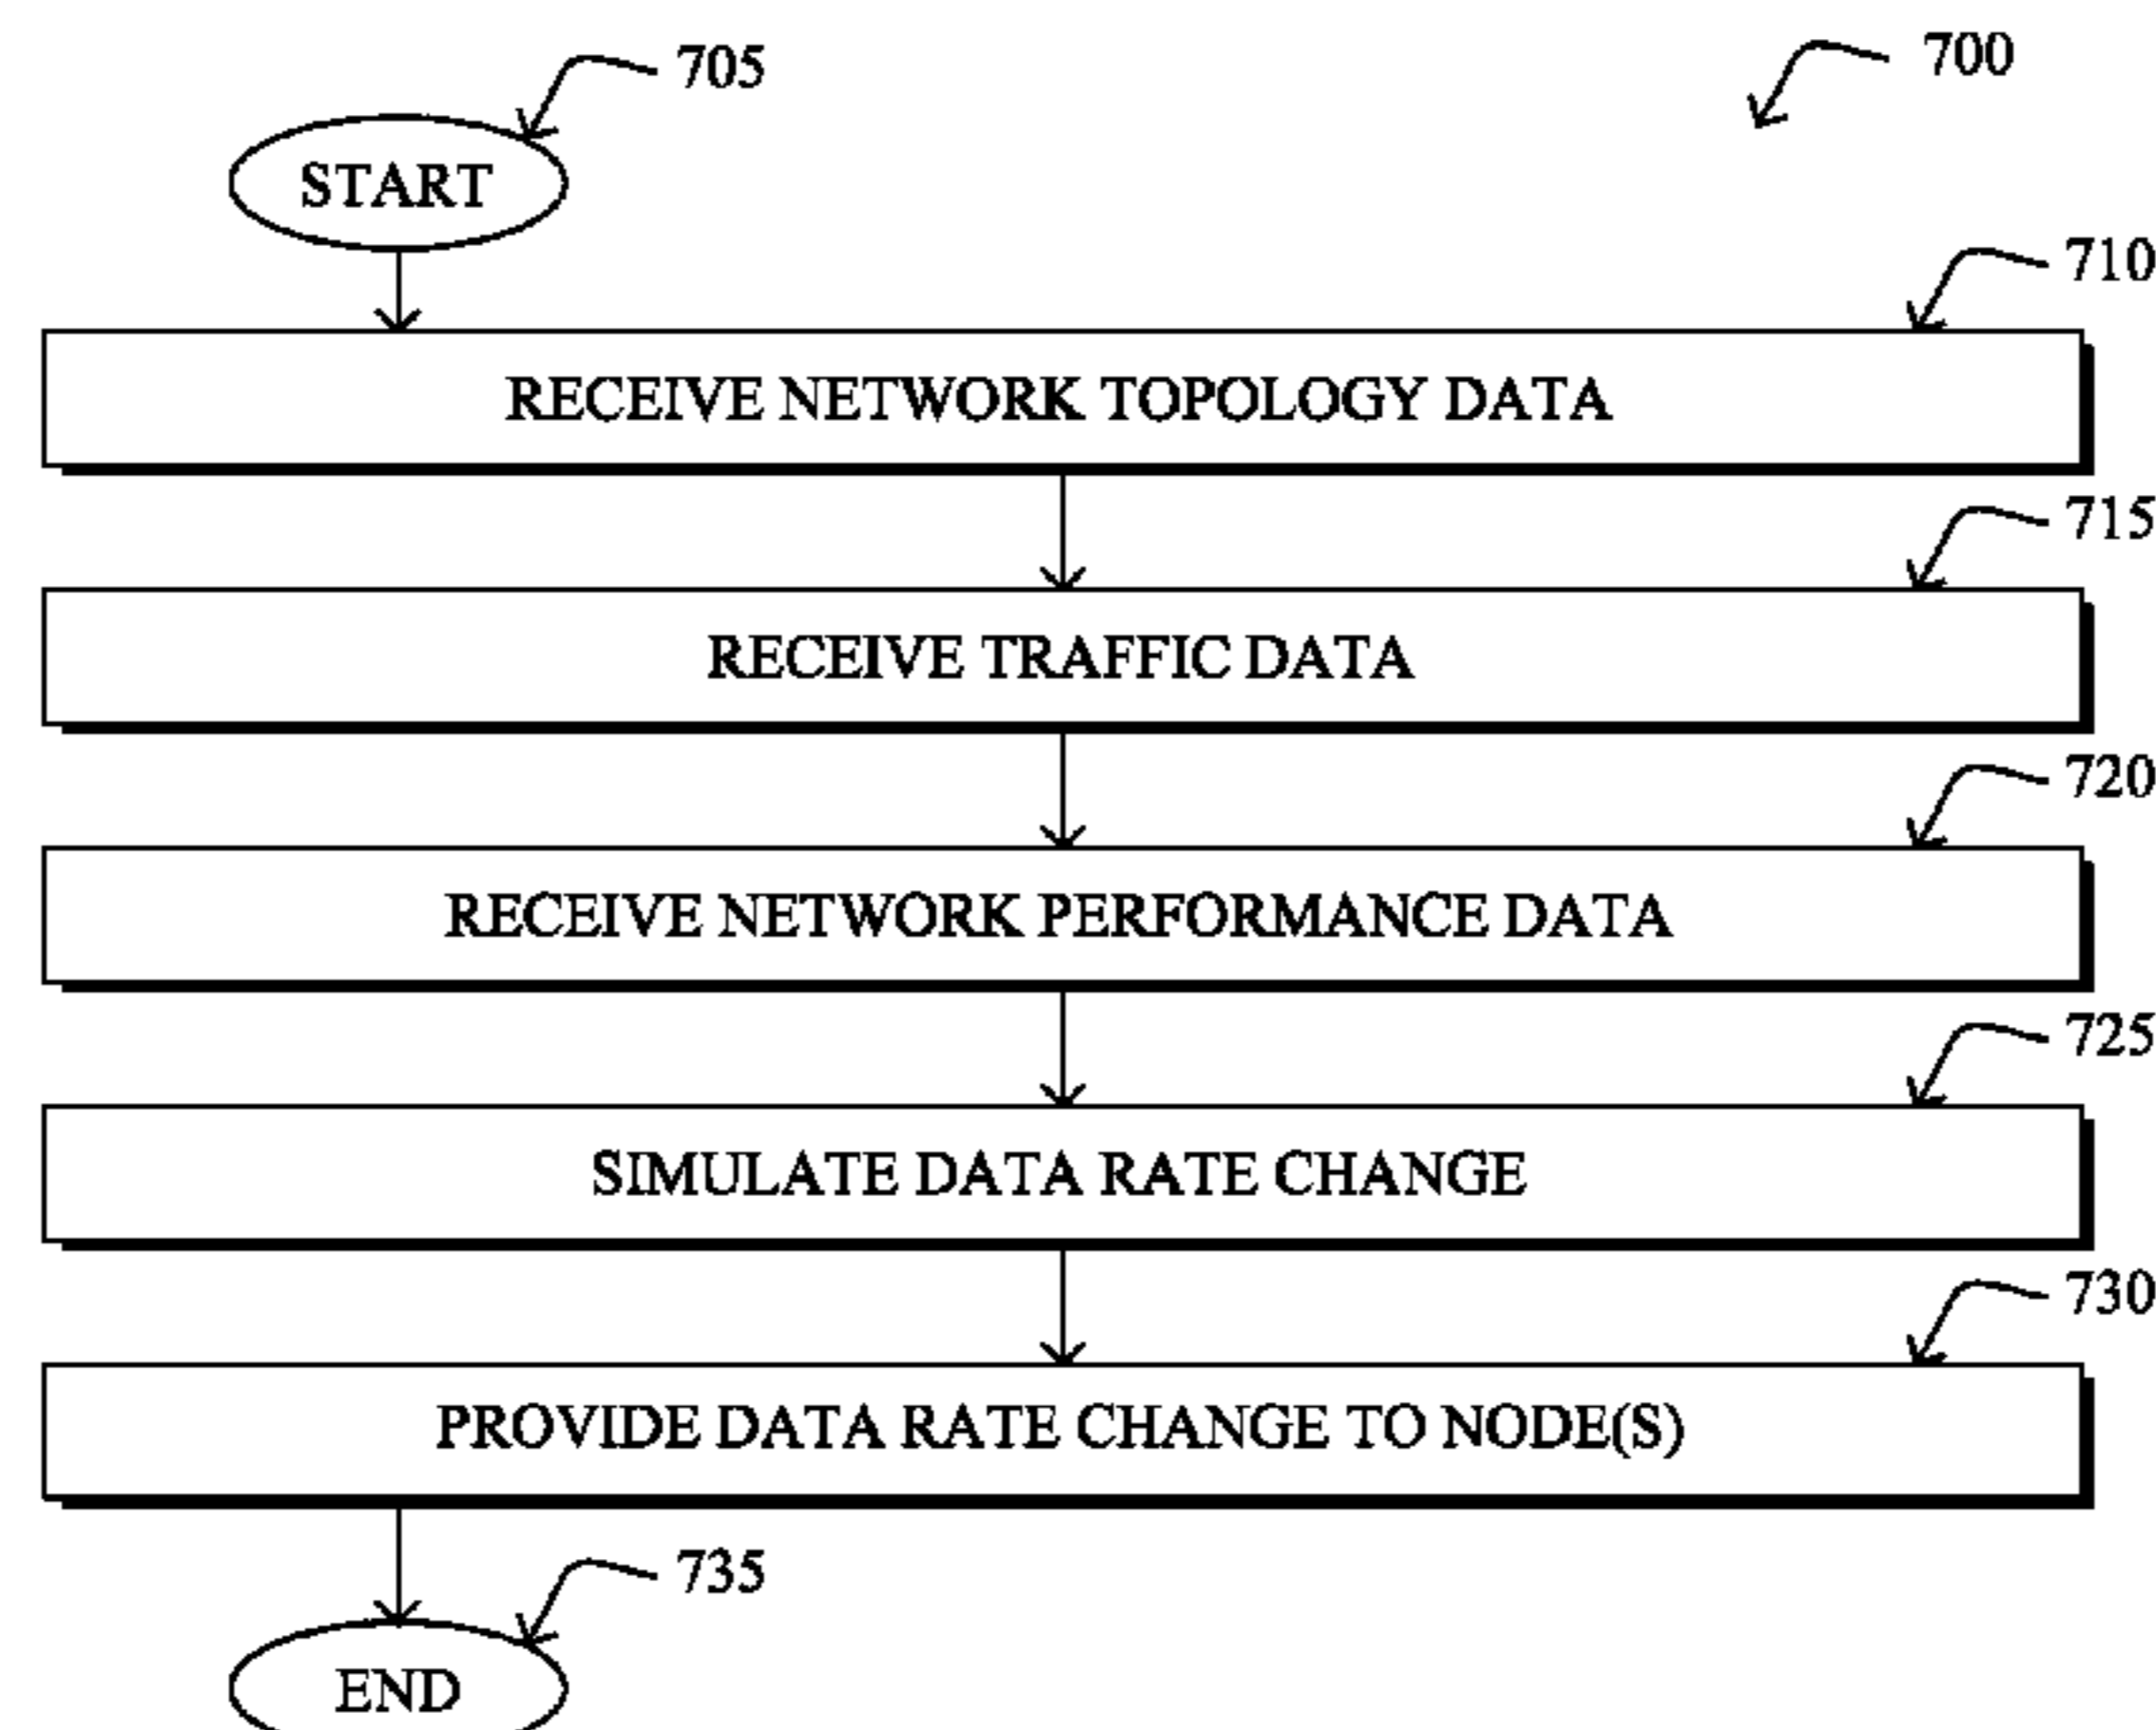 705
700
START
710
RECEIVE NETWORK TOPOLOGY DATA
715
RECEIVE TRAFFIC DATA
720
RECEIVE NETWORK PERFORMANCE DATA
725
SIMULATE DATA RATE CHANGE
730
PROVIDE DATA RATE CHANGE TO NODE(S)
735
END